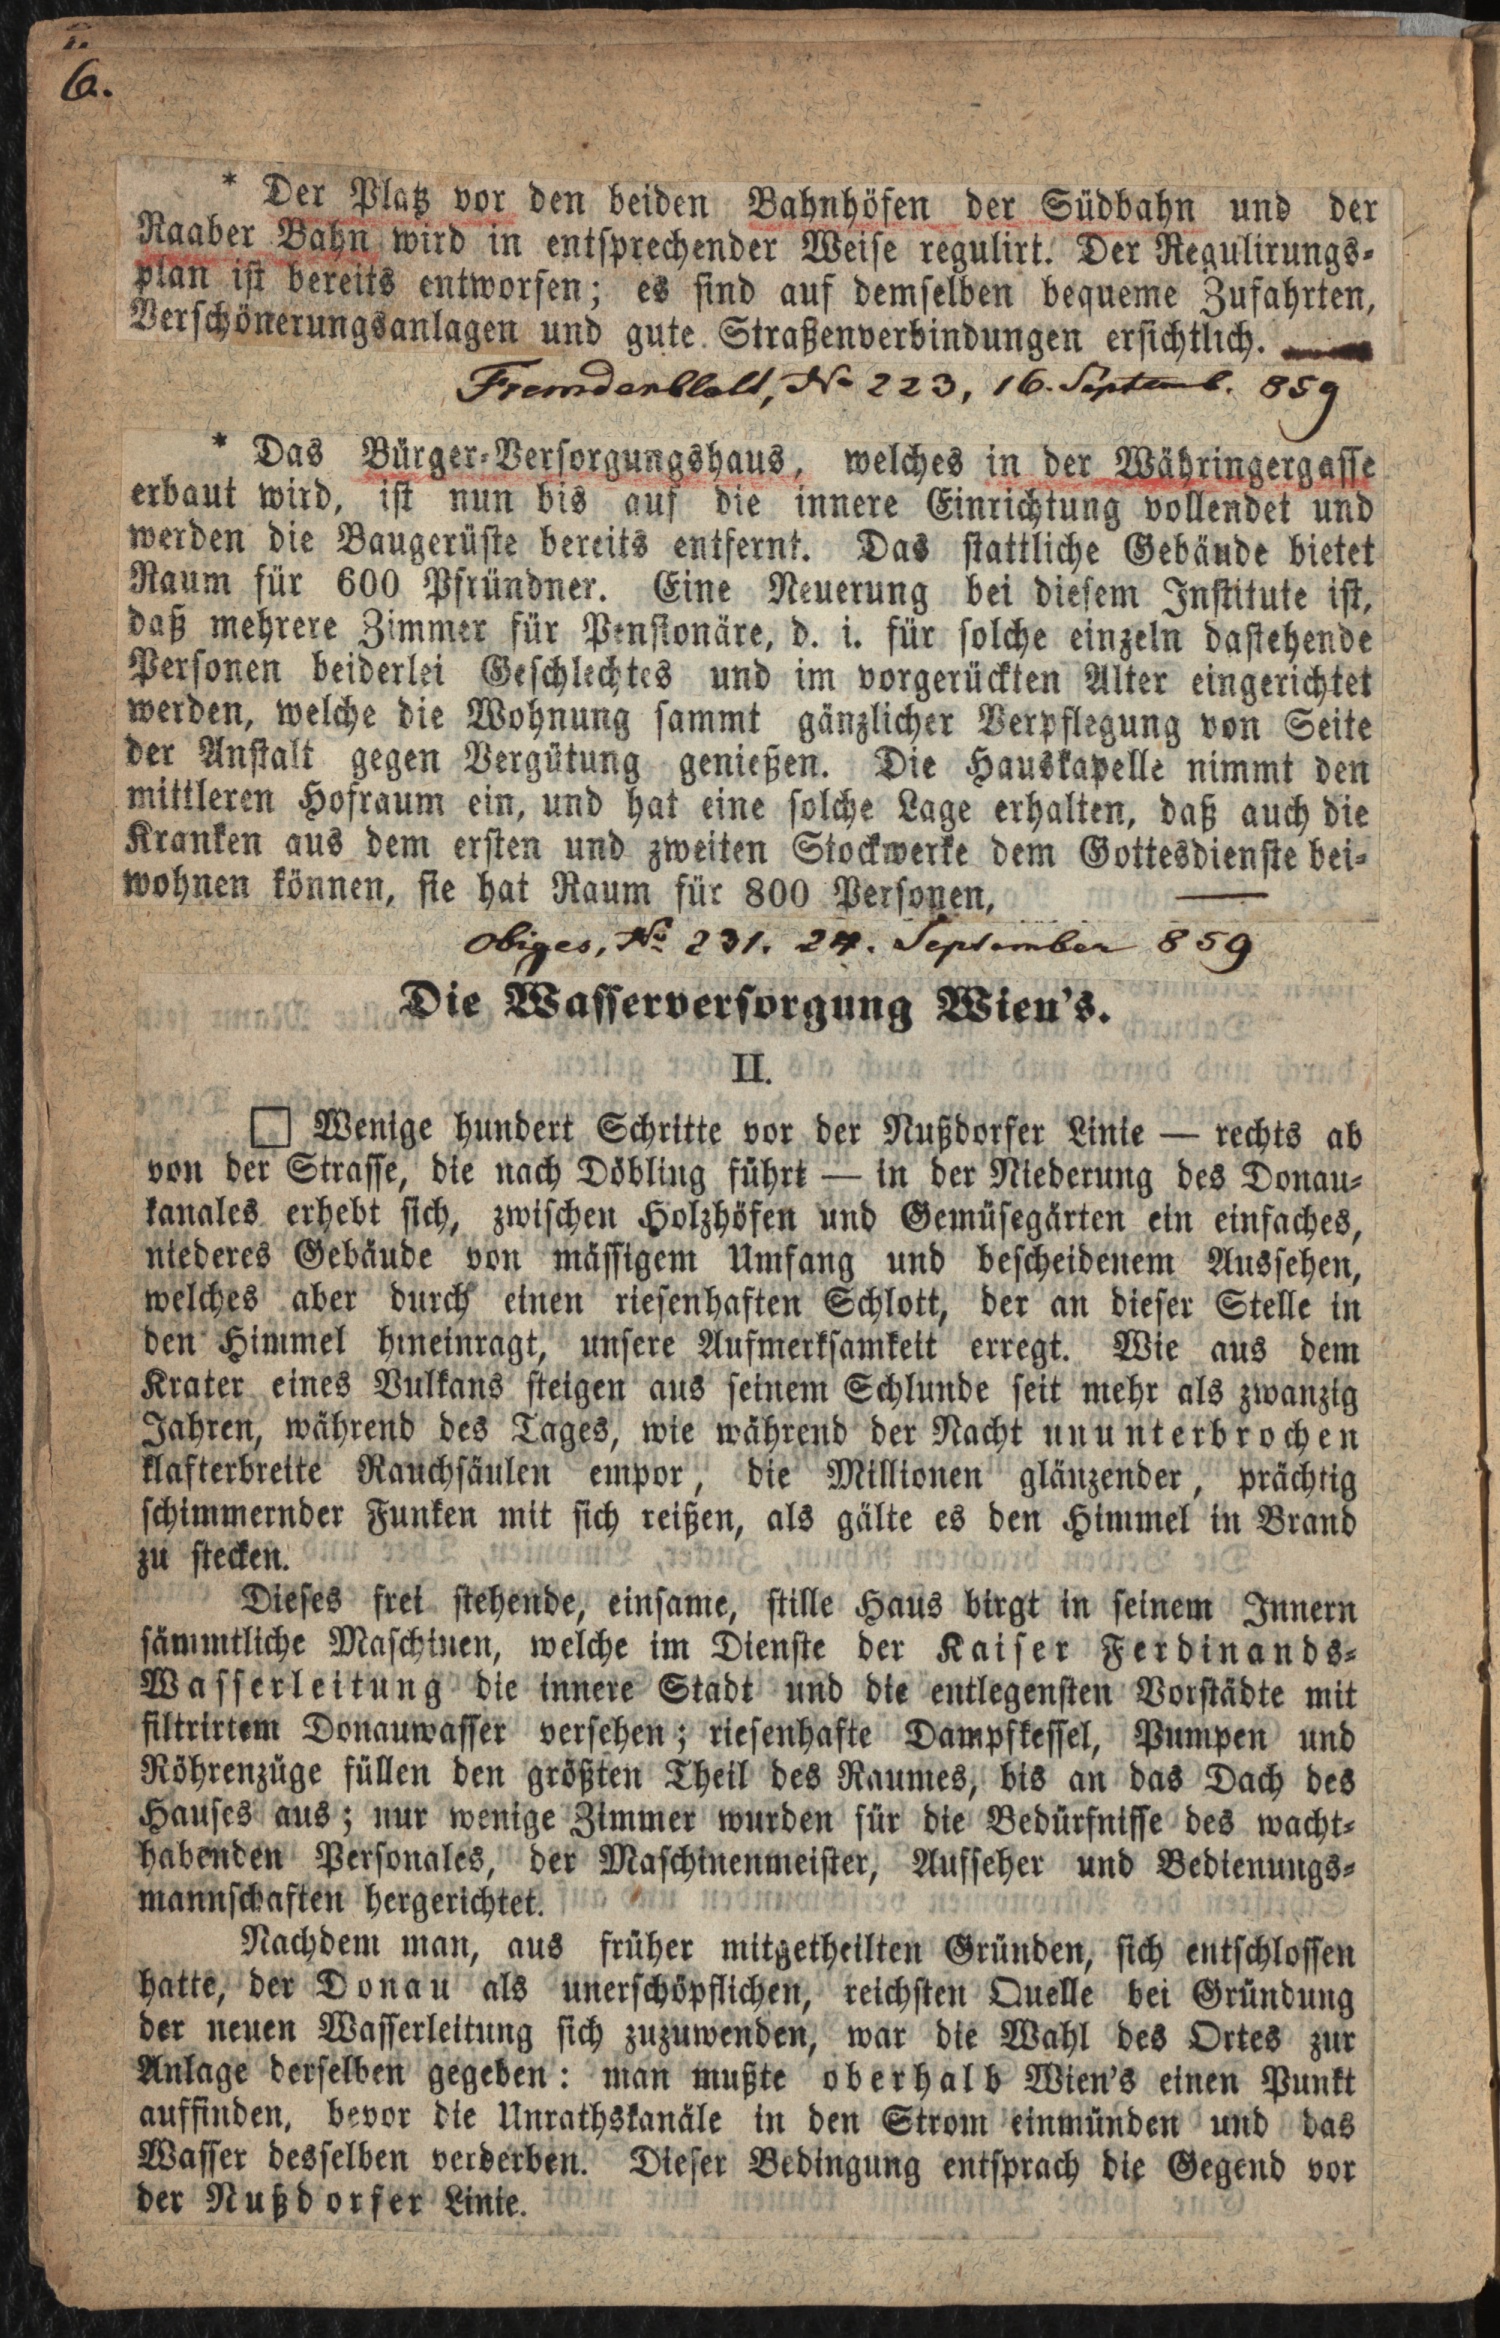 6.
* Der Platz vor den beiden Bahnhöfen der Südbahn und der
Raaber Bahn wird in entsprechender Weise regulirt. Der Regulirungs-
plan ist bereits entworfen; es sind auf demselben bequeme Zufahrten,
Verschönerungsanlagen und gute Straßenverbindungen ersichtlich.
Fremdenblatt, No 223, 16. Septemb. 859
* Das Bürger-Versorgungshaus, welches in der Währingergasse
erbaut wird, ist nun bis auf die innere Einrichtung vollendet und
werden die Baugerüste bereits entfernt. Das stattliche Gebäude bietet
Raum für 600 Pfründner. Eine Neuerung bei diesem Institute ist,
daß mehrere Zimmer für Pensionäre, d. i. für solche einzeln dastehende
Personen beiderlei Geschlechtes und im vorgerückten Alter eingerichtet
werden, welche die Wohnung sammt gänzlicher Verpflegung von Seite
der Anstalt gegen Vergütung genießen. Die Hauskapelle nimmt den
mittleren Hofraum ein, und hat eine solche Lage erhalten, daß auch die
Kranken aus dem ersten und zweiten Stockwerke dem Gottesdienste bei-
wohnen können, sie hat Raum für 800 Personen,
Obiges, No 231. 24. September 859
Die Wasserversorgung Wien's.
II.
□ Wenige hundert Schritte vor der Nußdorfer Linie — rechts ab
von der Strasse, die nach Döbling führt — in der Niederung des Donau-
kanales erhebt sich, zwischen Holzhöfen und Gemüsegärten ein einfaches,
niederes Gebäude von mässigem Umfang und bescheidenem Aussehen,
welches aber durch einen riesenhaften Schlott, der an dieser Stelle in
den Himmel hineinragt, unsere Aufmerksamkeit erregt. Wie aus dem
Krater eines Vulkans steigen aus seinem Schlunde seit mehr als zwanzig
Jahren, während des Tages, wie während der Nacht ununterbrochen
klafterbreite Rauchsäulen empor, die Millionen glänzender, prächtig
schimmernder Funken mit sich reißen, als gälte es den Himmel in Brand
zu stecken.
Dieses frei stehende, einsame, stille Haus birgt in seinem Innern
sämmtliche Maschinen, welche im Dienste der Kaiser Ferdinands-
Wasserleitung die innere Stadt und die entlegensten Vorstädte mit
filtrirtem Donauwasser versehen; riesenhafte Dampfkessel, Pumpen und
Röhrenzüge füllen den größten Theil des Raumes, bis an das Dach des
Hauses aus; nur wenige Zimmer wurden für die Bedürfnisse des wacht-
habenden Personales, der Maschinenmeister, Aufseher und Bedienungs-
mannschaften hergerichtet.
Nachdem man, aus früher mitgetheilten Gründen, sich entschlossen
hatte, der Donau als unerschöpflichen, reichsten Quelle bei Gründung
der neuen Wasserleitung sich zuzuwenden, war die Wahl des Ortes zur
Anlage derselben gegeben: man mußte oberhalb Wien's einen Punkt
auffinden, bevor die Unrathskanäle in den Strom einmünden und das
Wasser desselben verderben. Dieser Bedingung entsprach die Gegend vor
der Nußdorfer Linie.